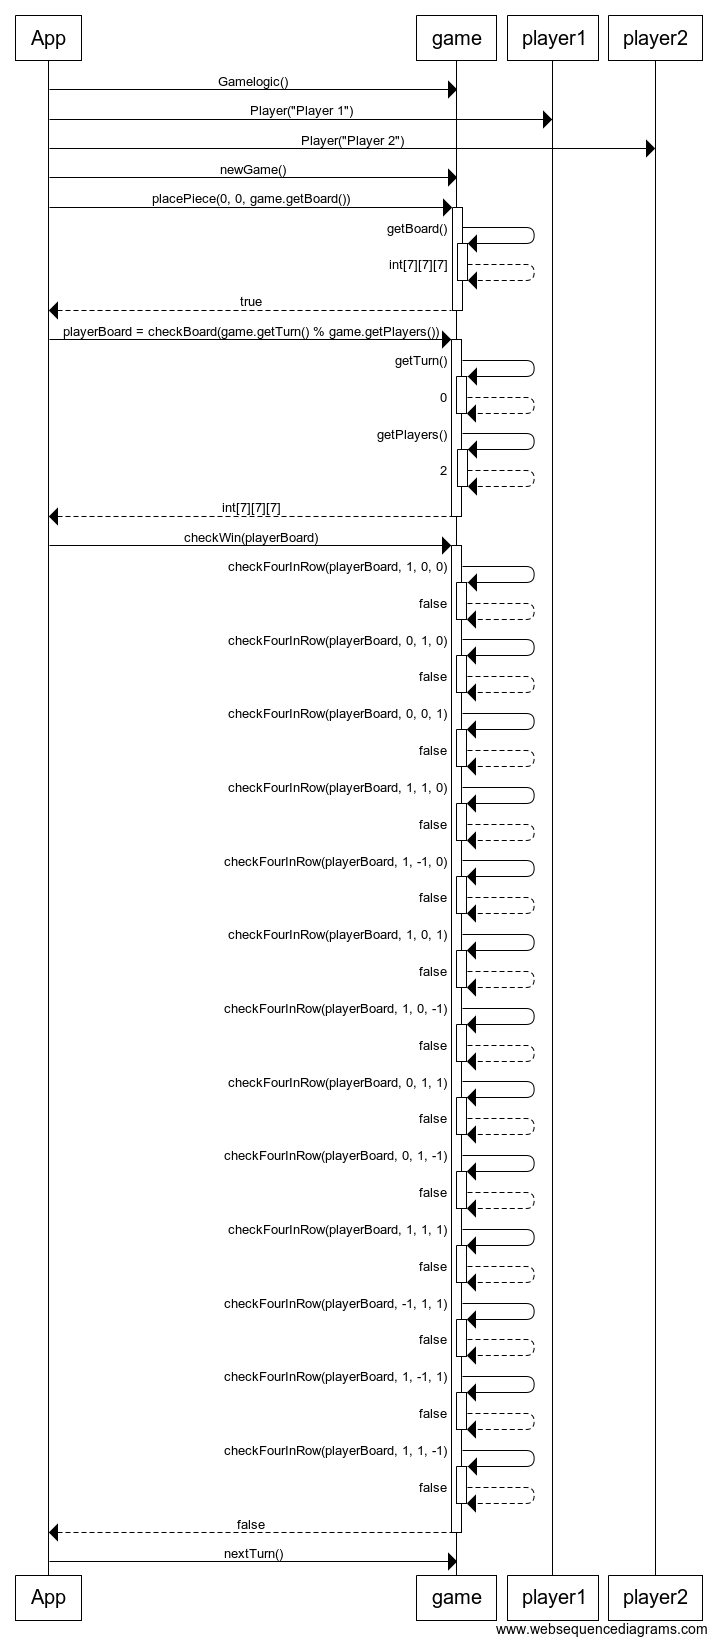 App game player1 player2
Gamelogic()
Player("Player 1")
Player("Player 2")
newGame()
placePiece(0, 0, game.getBoard())
getBoard()
int[7][7][7]
true
playerBoard = checkBoard(game.getTurn() % game.getPlayers())
getTurn()
0
getPlayers()
2
int[7][7][7]
checkWin(playerBoard)
checkFourInRow(playerBoard, 1, 0, 0)
false
checkFourInRow(playerBoard, 0, 1, 0)
false
checkFourInRow(playerBoard, 0, 0, 1)
false
checkFourInRow(playerBoard, 1, 1, 0)
false
checkFourInRow(playerBoard, 1, -1, 0)
false
checkFourInRow(playerBoard, 1, 0, 1)
false
checkFourInRow(playerBoard, 1, 0, -1)
false
checkFourInRow(playerBoard, 0, 1, 1)
false
checkFourInRow(playerBoard, 0, 1, -1)
false
checkFourInRow(playerBoard, 1, 1, 1)
false
checkFourInRow(playerBoard, -1, 1, 1)
false
checkFourInRow(playerBoard, 1, -1, 1)
false
checkFourInRow(playerBoard, 1, 1, -1)
false
false
nextTurn()
App game player1 player2
www.websequencediagrams.com